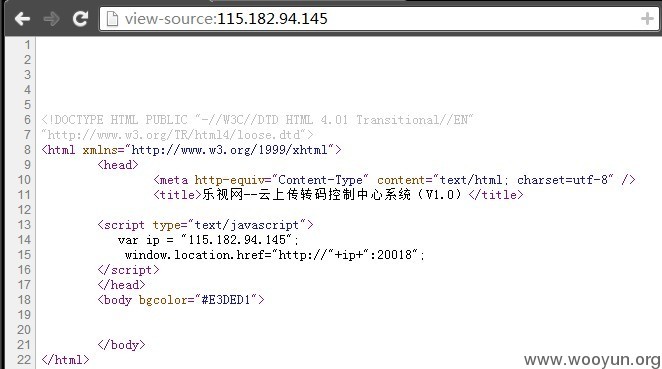 view-source:115.182.94.145
1
2
3
4
5
6 <!DOCTYPE HTML PUBLIC "-//W3C//DTD HTML 4.01 Transitional//EN"
7 "http://www.w3.org/TR/html4/loose.dtd">
8 <html xmlns="http://www.w3.org/1999/xhtml">
9 <head>
10 <meta http-equiv="Content-Type" content="text/html; charset=utf-8" />
11 <title>乐视网--云上传转码控制中心系统（V1.0）</title>
12
13 <script type="text/javascript">
14 var ip = "115.182.94.145";
15 window.location.href="http://"+ip+":20018";
16 </script>
17 </head>
18 <body bgcolor="#E3DED1">
19
20
21 </body>
22 </html>
www.wooyun.org